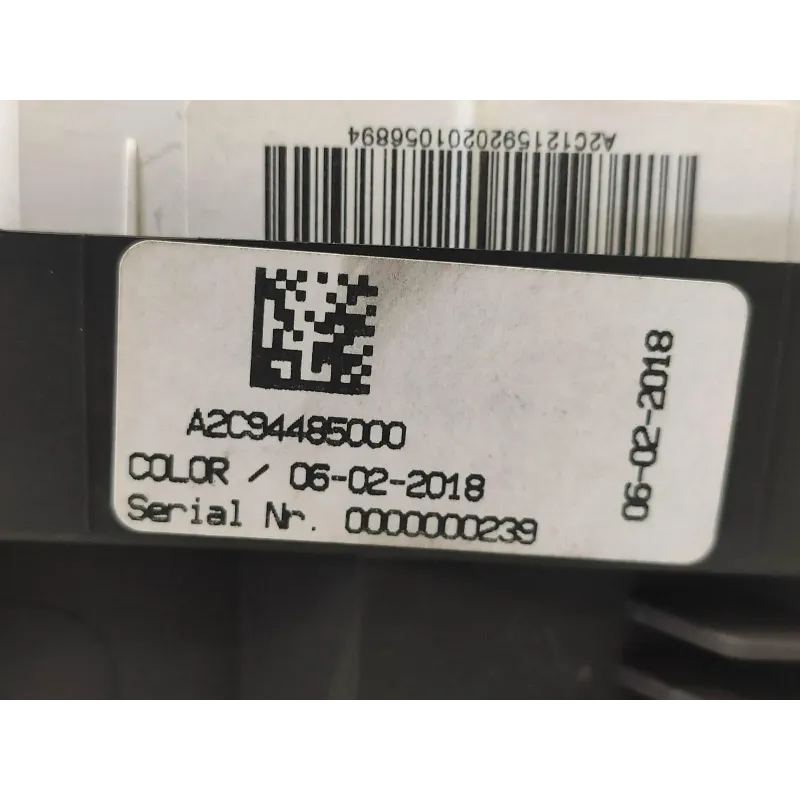 A2C1215920201056894
A2C94485000
COLOR / 06-02-2018
Serial Nr. 0000000239
06-02-2018